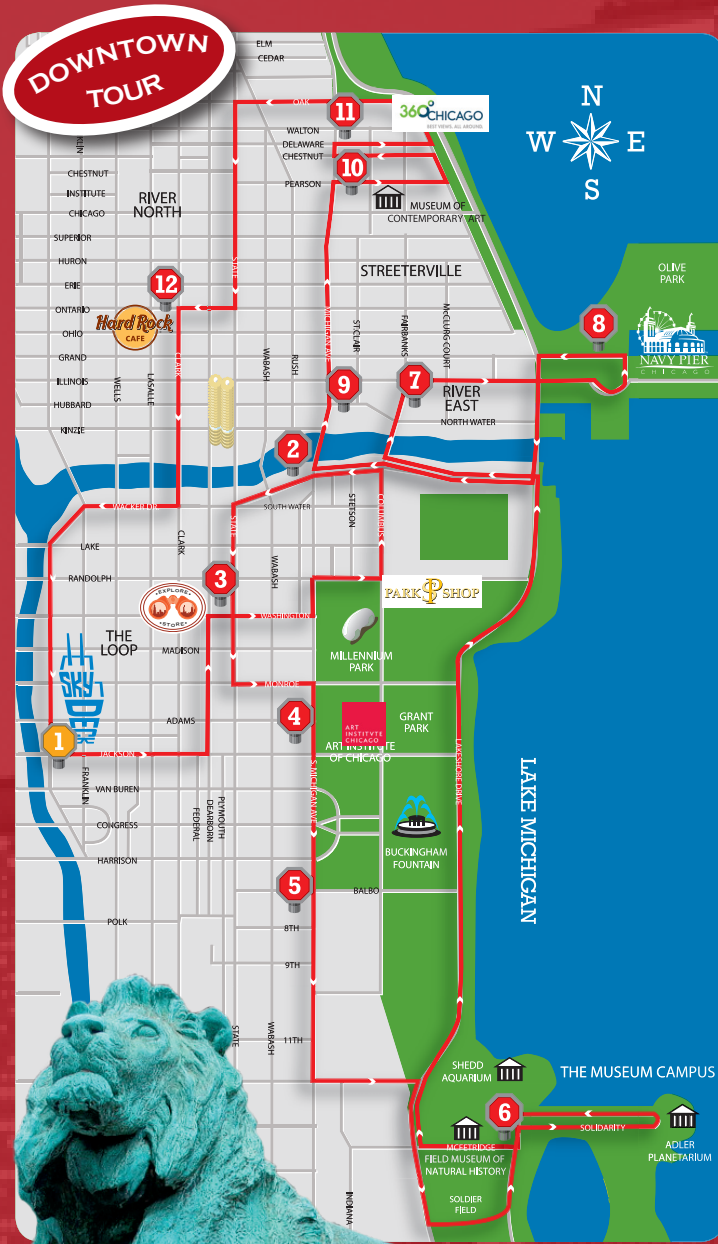 DOWNTOWN
TOUR
ELM
CEDAR
OAK
11
360°CHICAGO
BEST VIEWS. ALL AROUND.
N
W E
S
WALTON
DELAWARE
CHESTNUT
10
PEARSON
MUSEUM OF
CONTEMPORARY ART
KLIN
CHESTNUT
INSTITUTE
CHICAGO
RIVER
NORTH
SUPERIOR
HURON
ERIE
ONTARIO
OHIO
GRAND
ILLINOIS
HUBBARD
KINZIE
STATE
STREETERVILLE
OLIVE
PARK
12
Hard Rock
CAFE
8
NAVY PIER
CHICAGO
MICHIGAN AVE
ST.CLAIR
FAIRBANKS
McCLURG COURT
WABASH
RUSH
CLARK
WELLS
LASALLE
9
7
RIVER
EAST
NORTH WATER
2
WACKER DR
SOUTH WATER
STETSON
COLUMBUS
STATE
CLARK
LAKE
RANDOLPH
3
WABASH
PARK SHOP
EXPLORE
STORE
WASHINGTON
THE
LOOP
MADISON
MILLENNIUM
PARK
MONROE
SKYDECK
4
ADAMS
ART
INSTITVTE
CHICAGO
ART INSTITUTE
OF CHICAGO
GRANT
PARK
1
JACKSON
FRANKLIN
VAN BUREN
CONGRESS
HARRISON
PLYMOUTH
DEARBORN
FEDERAL
S. MICHIGAN AVE
LAKESHORE DRIVE
LAKE MICHIGAN
BUCKINGHAM
FOUNTAIN
5
BALBO
POLK
8TH
9TH
11TH
STATE
WABASH
INDIANA
SHEDD
AQUARIUM
THE MUSEUM CAMPUS
6
SOLIDARITY
ADLER
PLANETARIUM
MCFETRIDGE
FIELD MUSEUM OF
NATURAL HISTORY
SOLDIER
FIELD